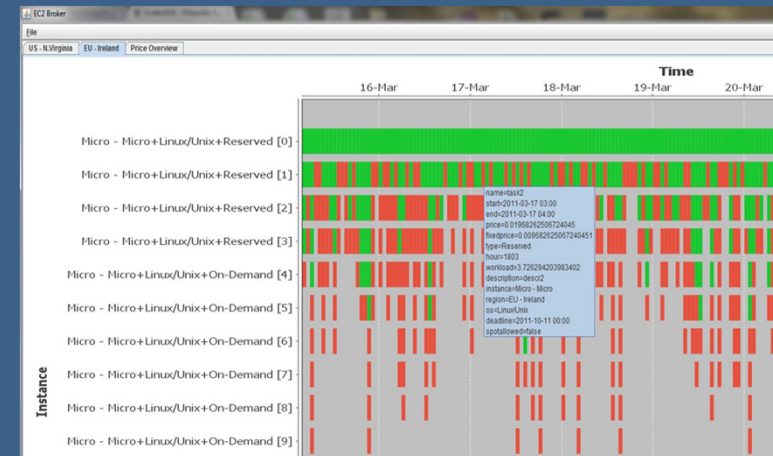 EC2 Broker
File
US - N.Virginia EU - Ireland Price Overview
Time
16-Mar 17-Mar 18-Mar 19-Mar 20-Mar
Micro - Micro+Linux/Unix+Reserved [0]
Micro - Micro+Linux/Unix+Reserved [1]
Micro - Micro+Linux/Unix+Reserved [2]
Micro - Micro+Linux/Unix+Reserved [3]
Micro - Micro+Linux/Unix+On-Demand [4]
Micro - Micro+Linux/Unix+On-Demand [5]
Micro - Micro+Linux/Unix+On-Demand [6]
Micro - Micro+Linux/Unix+On-Demand [7]
Micro - Micro+Linux/Unix+On-Demand [8]
Micro - Micro+Linux/Unix+On-Demand [9]
Instance
name=task2
start=2011-03-17 03:00
end=2011-03-17 04:00
price=0.01968262506724045
fixedprice=0.009682625067240451
type=Reserved
hour=1803
workload=3.726294203983402
description=descr2
instance=Micro - Micro
region=EU - Ireland
os=Linux/Unix
deadline=2011-10-11 00:00
spotallowed=false